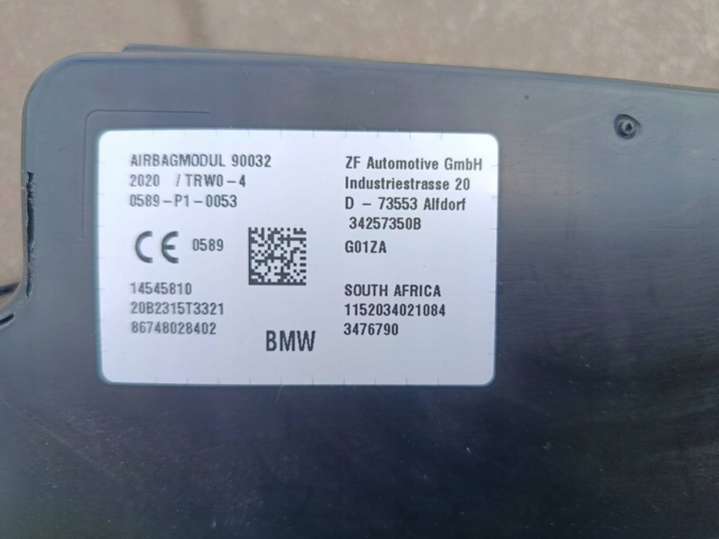 AIRBAGMODUL 90032
2020 /TRW0-4
0589-P1-0053
CE 0589
14545810
20B2315T3321
86748028402
BMW
ZF Automotive GmbH
Industriestrasse 20
D - 73553 Alfdorf
34257350B
G01ZA
SOUTH AFRICA
1152034021084
3476790